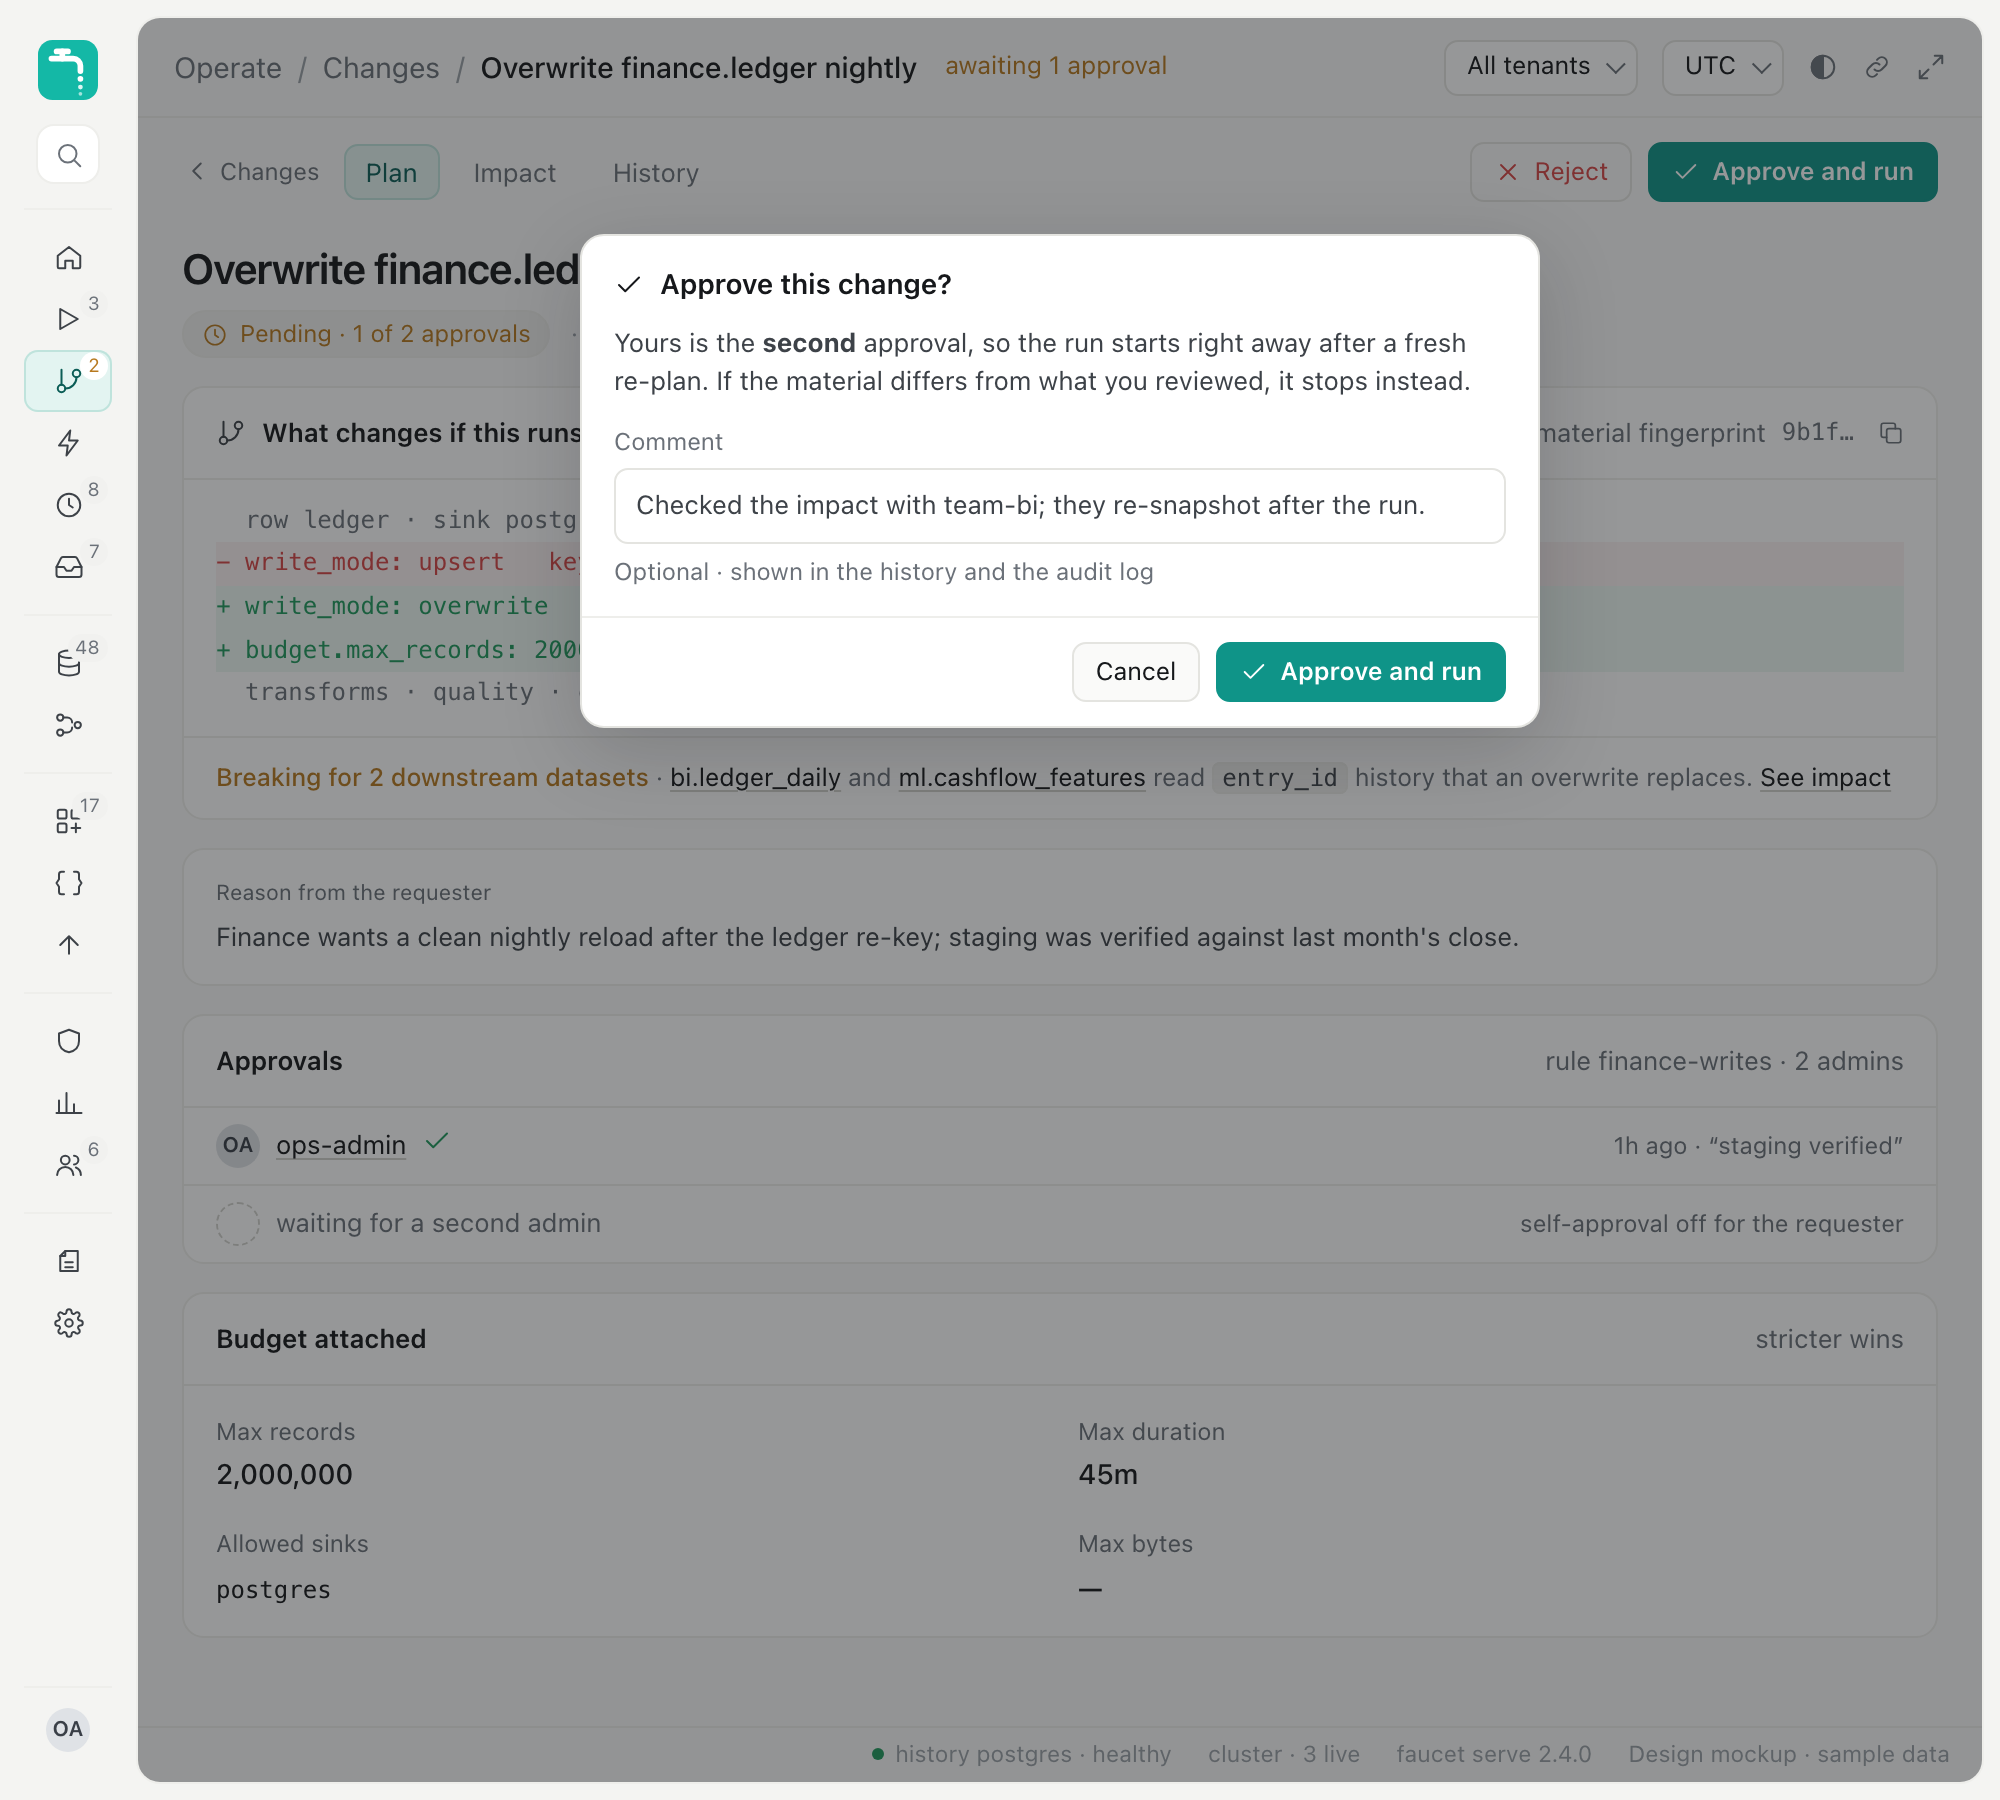 Operate / Changes / Overwrite finance.ledger nightly awaiting 1 approval
All tenants
UTC
Changes
Plan
Impact
History
Reject
Approve and run
Overwrite finance.led
Pending · 1 of 2 approvals ·
Approve this change?
Yours is the second approval, so the run starts right away after a fresh
re-plan. If the material differs from what you reviewed, it stops instead.
Comment
Checked the impact with team-bi; they re-snapshot after the run.
Optional · shown in the history and the audit log
Cancel
Approve and run
What changes if this runs
material fingerprint 9b1f…
row ledger · sink postg
− write_mode: upsert
+ write_mode: overwrite
+ budget.max_records: 200
transforms · quality ·
Breaking for 2 downstream datasets · bi.ledger_daily and ml.cashflow_features read entry_id history that an overwrite replaces. See impact
Reason from the requester
Finance wants a clean nightly reload after the ledger re-key; staging was verified against last month's close.
Approvals
rule finance-writes · 2 admins
OA ops-admin
1h ago · “staging verified”
waiting for a second admin
self-approval off for the requester
Budget attached
stricter wins
Max records
2,000,000
Max duration
45m
Allowed sinks
postgres
Max bytes
—
3
2
8
7
48
17
6
OA
history postgres · healthy
cluster · 3 live
faucet serve 2.4.0
Design mockup · sample data